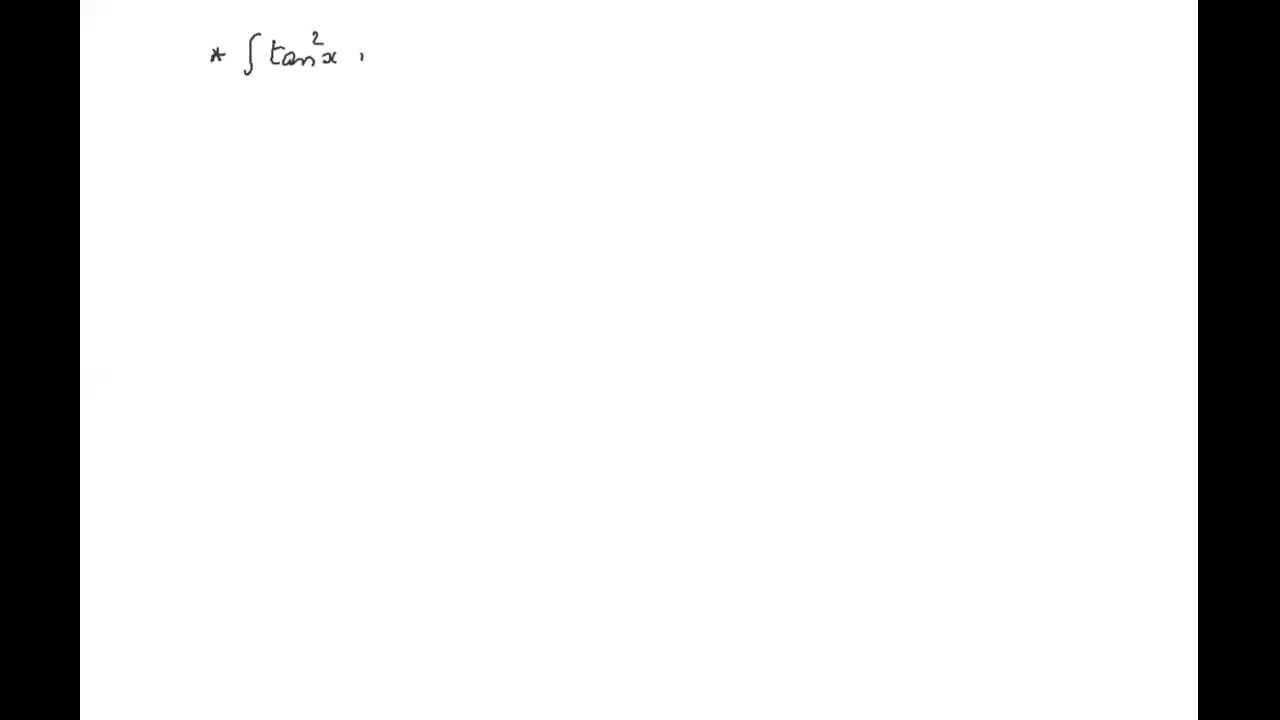 * ∫ tan²x